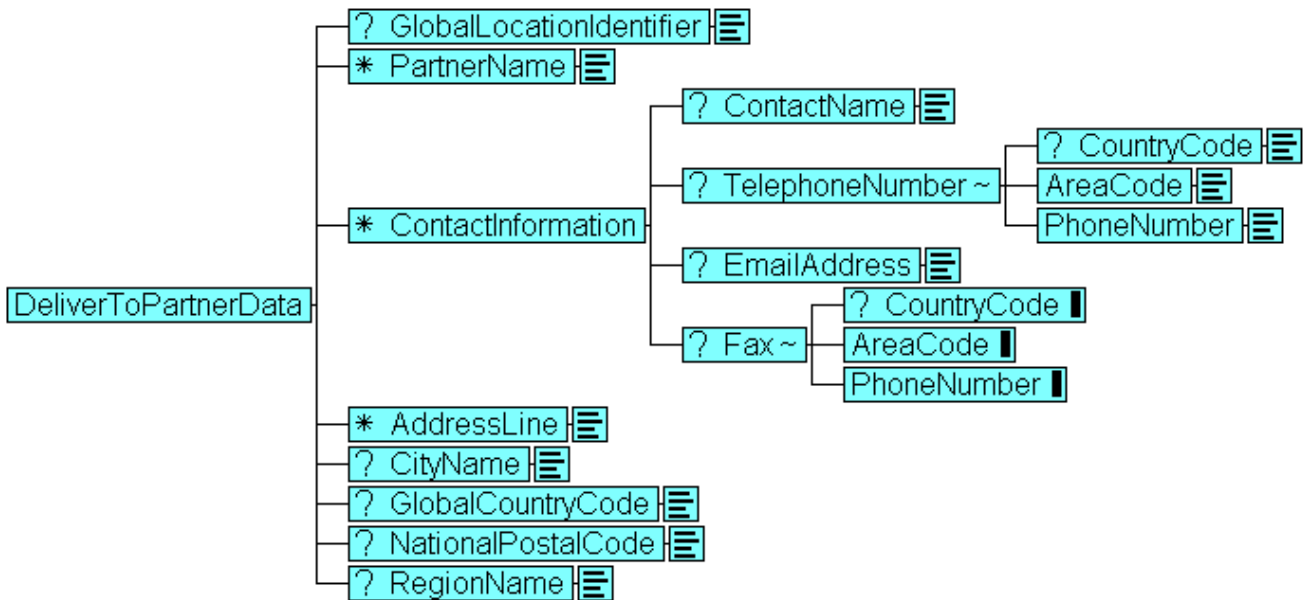 ? GlobalLocationIdentifier
* PartnerName
? ContactName
? CountryCode
? TelephoneNumber ~
AreaCode
* ContactInformation
PhoneNumber
? EmailAddress
DeliverToPartnerData
? CountryCode
? Fax ~
AreaCode
PhoneNumber
* AddressLine
? CityName
? GlobalCountryCode
? NationalPostalCode
? RegionName